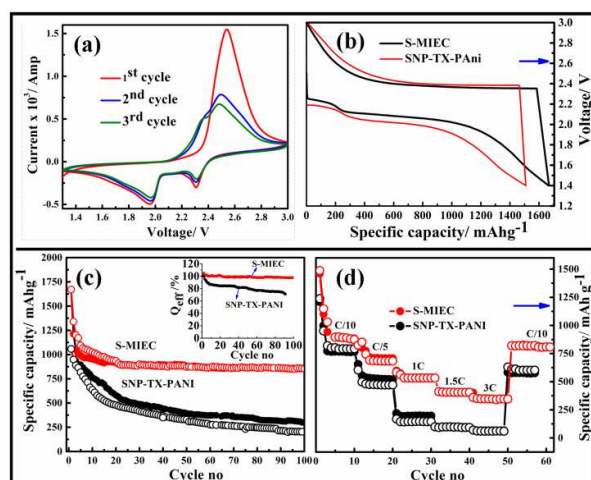 (a)
Current x 10³/ Amp
1.5
1.0
0.5
0.0
-0.5
1ˢᵗ cycle
2ⁿᵈ cycle
3ʳᵈ cycle
1.4 1.6 1.8 2.0 2.2 2.4 2.6 2.8 3.0
Voltage/ V
(b)
S-MIEC
SNP-TX-PAni
3.0
2.8
2.6
2.4
2.2
2.0
1.8
1.6
1.4
1.2
Voltage/ V
0 200 400 600 800 1000 1200 1400 1600
Specific capacity/ mAhg⁻¹
(c)
Specific capacity/ mAhg⁻¹
2000
1750
1500
1250
1000
750
500
250
0
Q_eff/%
100
50
0
S-MIEC
SNP-TX-PANI
0 20 40 60 80 100
Cycle no
S-MIEC
SNP-TX-PANI
0 10 20 30 40 50 60 70 80 90 100
Cycle no
(d)
S-MIEC
SNP-TX-PANI
C/10
C/5
1C
1.5C
3C
C/10
1500
1250
1000
750
500
250
0
Specific capacity/ mAh g⁻¹
0 10 20 30 40 50 60
Cycle no